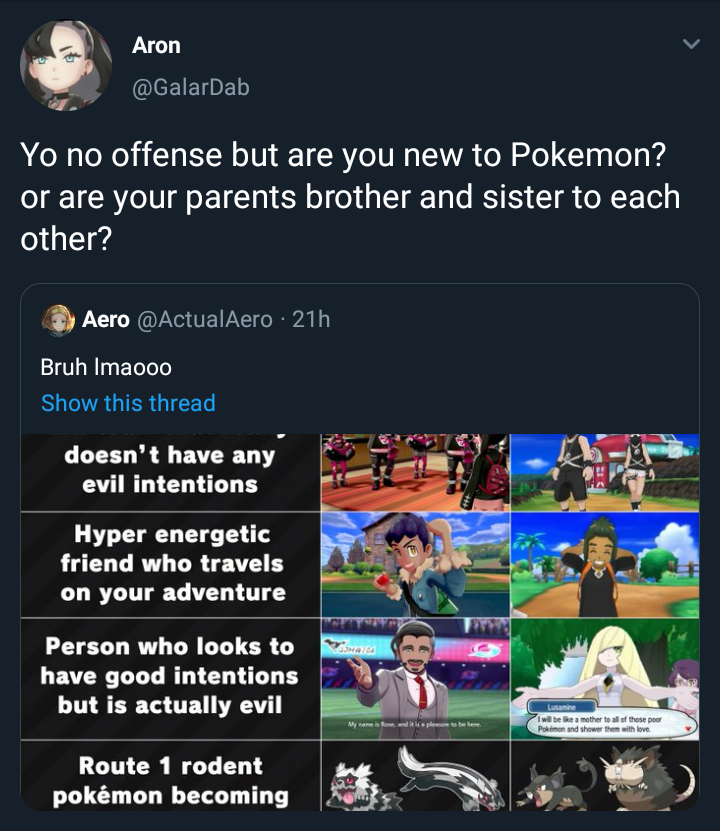 Aron
@GalarDab
Yo no offense but are you new to Pokemon?
or are your parents brother and sister to each
other?
Aero @ActualAero · 21h
Bruh lmaooo
Show this thread
doesn't have any
evil intentions
Hyper energetic
friend who travels
on your adventure
Person who looks to
have good intentions
but is actually evil
My name is Rose, and it is a pleasure to be here.
Lusamine
I will be like a mother to all of those poor
Pokémon and shower them with love.
Route 1 rodent
pokémon becoming